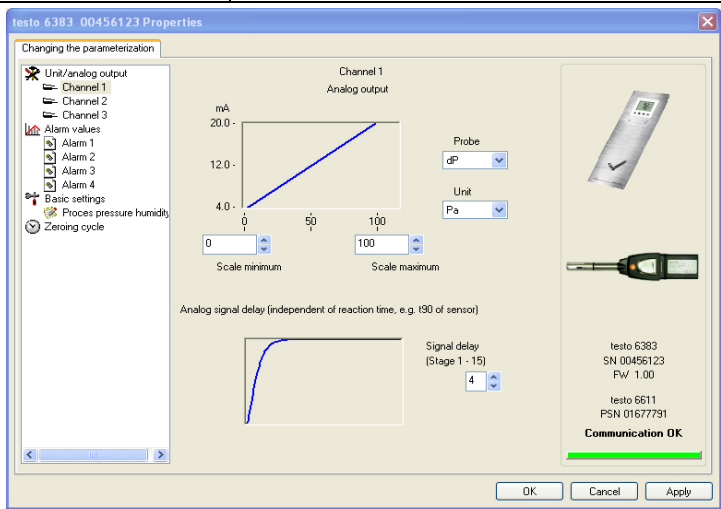 testo 6383 00456123 Properties
Changing the parameterization
Unit/analog output
Channel 1
Channel 2
Channel 3
Alarm values
Alarm 1
Alarm 2
Alarm 3
Alarm 4
Basic settings
Proces pressure humidity
Zeroing cycle
Channel 1
Analog output
mA
20.0 -
12.0 -
4.0 -
0 50 100
0
100
Scale minimum
Scale maximum
Probe
dP
Unit
Pa
Analog signal delay (independent of reaction time, e.g. t90 of sensor)
Signal delay
(Stage 1 - 15)
4
testo 6383
SN 00456123
FW 1.00
testo 6611
PSN 01677791
Communication OK
OK Cancel Apply